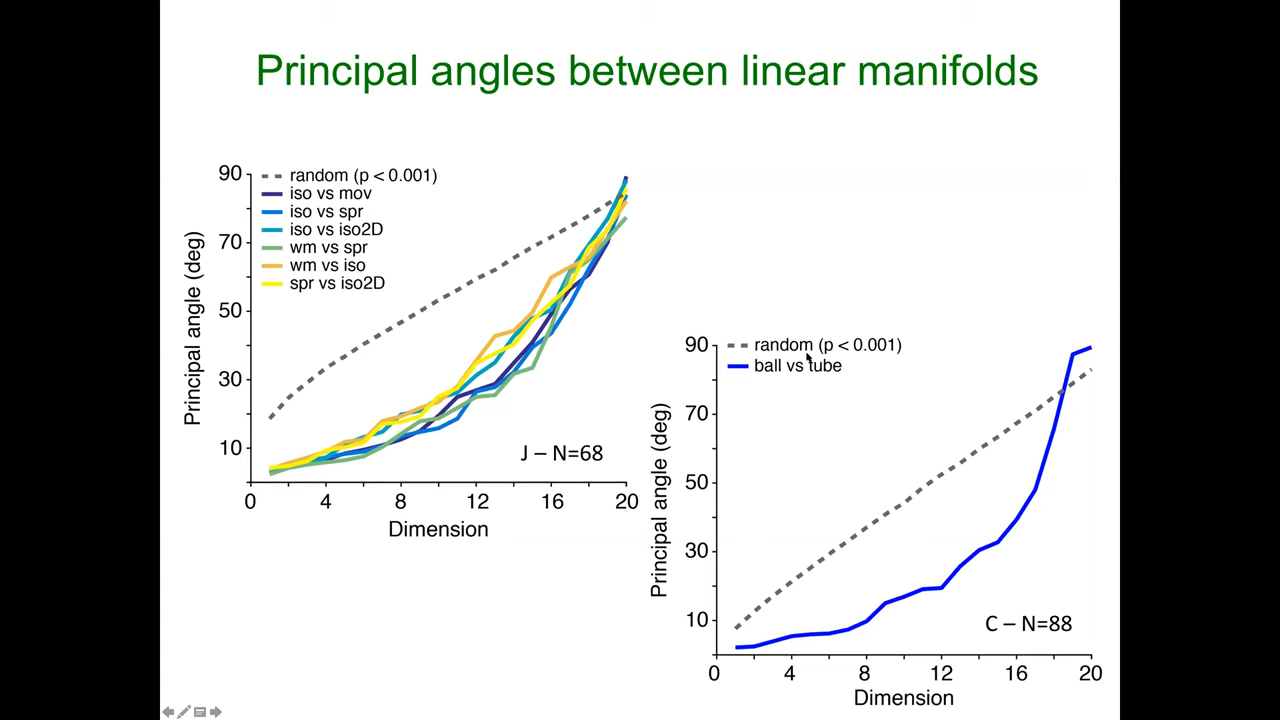 Principal angles between linear manifolds
random (p < 0.001)
iso vs mov
iso vs spr
iso vs iso2D
wm vs spr
wm vs iso
spr vs iso2D
90
70
50
30
10
Principal angle (deg)
J – N=68
0 4 8 12 16 20
Dimension
random (p < 0.001)
ball vs tube
90
70
50
30
10
Principal angle (deg)
C – N=88
0 4 8 12 16 20
Dimension